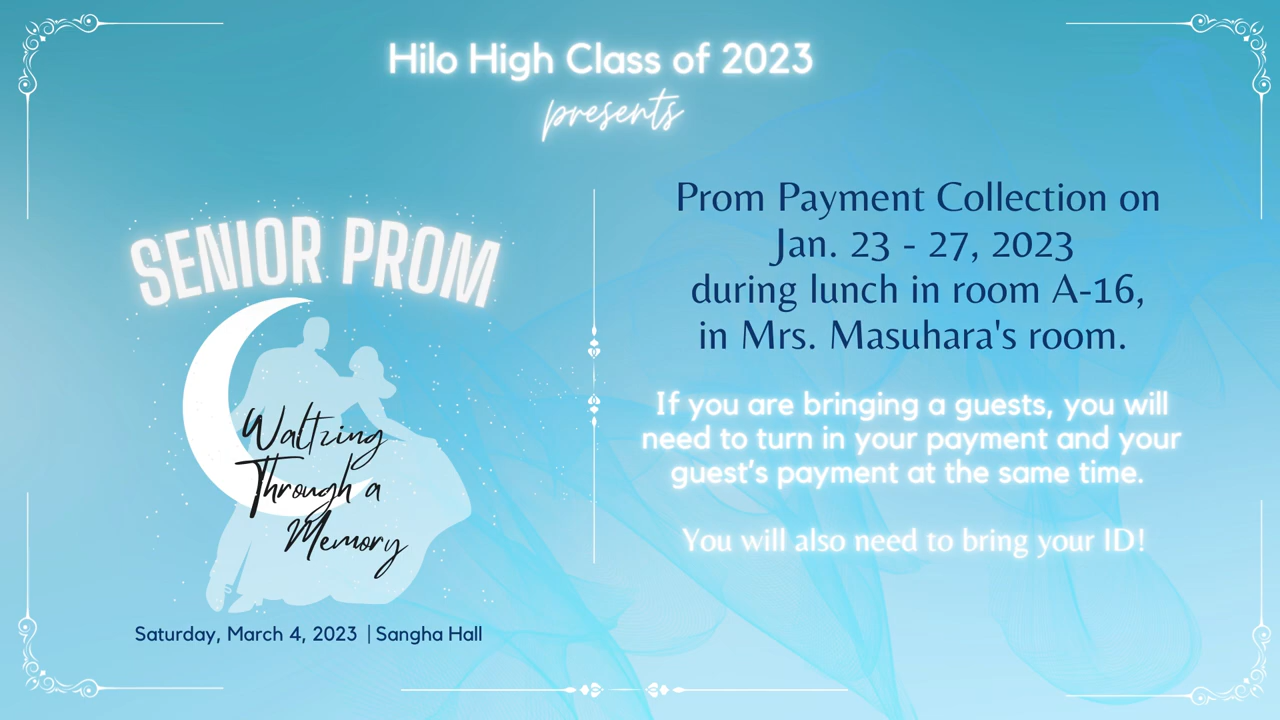 Hilo High Class of 2023
presents
SENIOR PROM
Waltzing
Through a
Memory
Saturday, March 4, 2023 | Sangha Hall
Prom Payment Collection on
Jan. 23 - 27, 2023
during lunch in room A-16,
in Mrs. Masuhara's room.
If you are bringing a guests, you will
need to turn in your payment and your
guest’s payment at the same time.
You will also need to bring your ID!